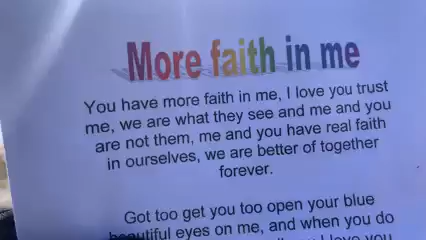 More faith in me
You have more faith in me, I love you trust
me, we are what they see and me and you
are not them, me and you have real faith
in ourselves, we are better of together
forever.
Got too get you too open your blue
beautiful eyes on me, and when you do
I love you